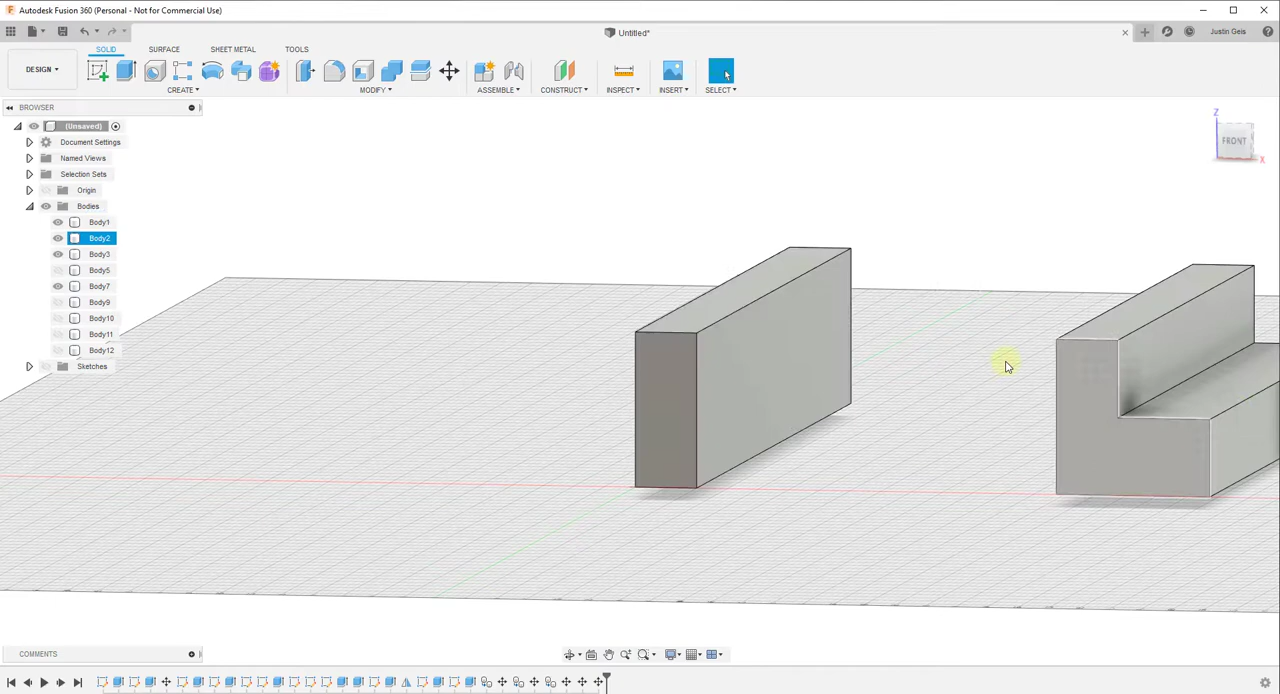 Autodesk Fusion 360 (Personal - Not for Commercial Use)
Untitled*
Justin Geis
DESIGN
SOLID
SURFACE
SHEET METAL
TOOLS
CREATE
MODIFY
ASSEMBLE
CONSTRUCT
INSPECT
INSERT
SELECT
BROWSER
(Unsaved)
Document Settings
Named Views
Selection Sets
Origin
Bodies
Body1
Body2
Body3
Body5
Body7
Body9
Body10
Body11
Body12
Sketches
Z
FRONT
X
COMMENTS